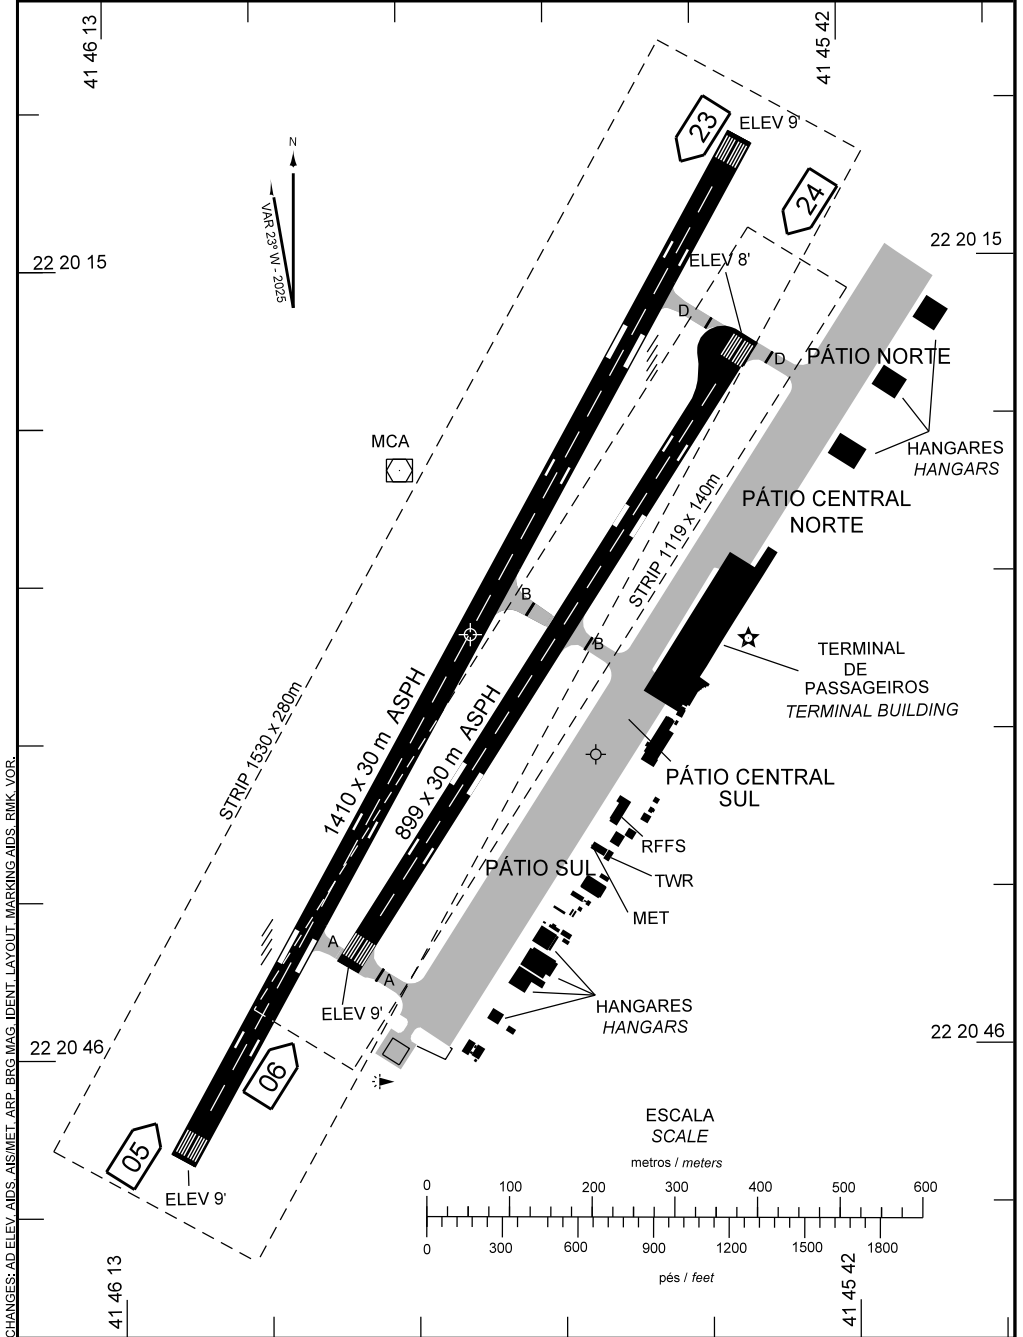 41 46 13
41 45 42
23
ELEV 9'
N
24
VAR 23° W - 2025
22 20 15
22 20 15
ELEV 8'
D
D
PÁTIO NORTE
MCA
HANGARES
HANGARS
PÁTIO CENTRAL
NORTE
STRIP 1119 x 140m
B
B
TERMINAL
DE
PASSAGEIROS
TERMINAL BUILDING
STRIP 1530 x 280m
1410 x 30 m ASPH
899 x 30 m ASPH
PÁTIO CENTRAL
SUL
RFFS
PÁTIO SUL
TWR
MET
A
A
ELEV 9'
HANGARES
HANGARS
22 20 46
22 20 46
06
05
ELEV 9'
ESCALA
SCALE
metros / meters
0 100 200 300 400 500 600
0 300 600 900 1200 1500 1800
pés / feet
41 46 13
41 45 42
CHANGES: AD ELEV, AIDS, AIS/MET, ARP, BRG MAG, IDENT, LAYOUT, MARKING AIDS, RMK, VOR.